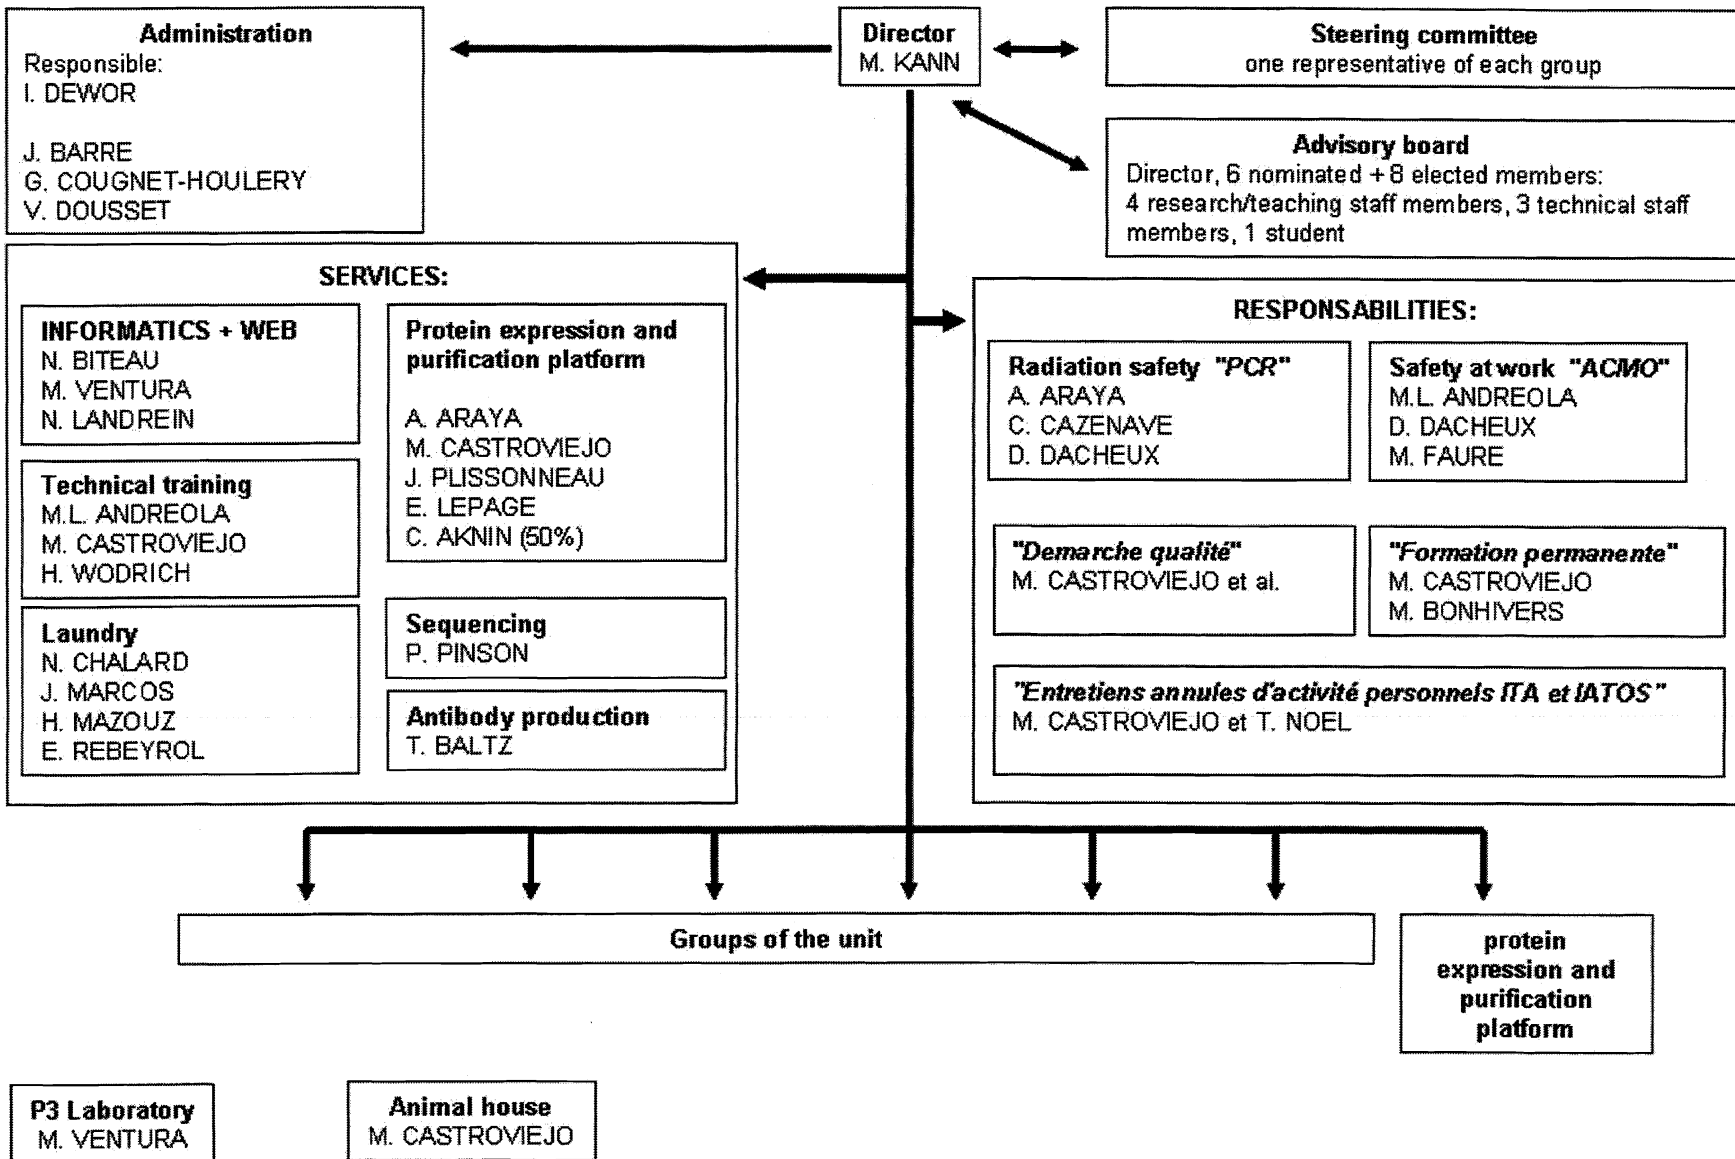 Administration
Responsible:
I. DEWOR
J. BARRE
G. COUGNET-HOULERY
V. DOUSSET
Director
M. KANN
Steering committee
one representative of each group
Advisory board
Director, 6 nominated + 8 elected members:
4 research/teaching staff members, 3 technical staff
members, 1 student
SERVICES:
INFORMATICS + WEB
N. BITEAU
M. VENTURA
N. LANDREIN
Technical training
M.L. ANDREOLA
M. CASTROVIEJO
H. WODRICH
Laundry
N. CHALARD
J. MARCOS
H. MAZOUZ
E. REBEYROL
Protein expression and
purification platform
A. ARAYA
M. CASTROVIEJO
J. PLISSONNEAU
E. LEPAGE
C. AKNIN (50%)
Sequencing
P. PINSON
Antibody production
T. BALTZ
RESPONSABILITIES:
Radiation safety "PCR"
A. ARAYA
C. CAZENAVE
D. DACHEUX
Safety at work "ACMO"
M.L. ANDREOLA
D. DACHEUX
M. FAURE
"Demarche qualité"
M. CASTROVIEJO et al.
"Formation permanente"
M. CASTROVIEJO
M. BONHIVERS
"Entretiens annules d'activité personnels ITA et IATOS"
M. CASTROVIEJO et T. NOEL
Groups of the unit
protein
expression and
purification
platform
P3 Laboratory
M. VENTURA
Animal house
M. CASTROVIEJO